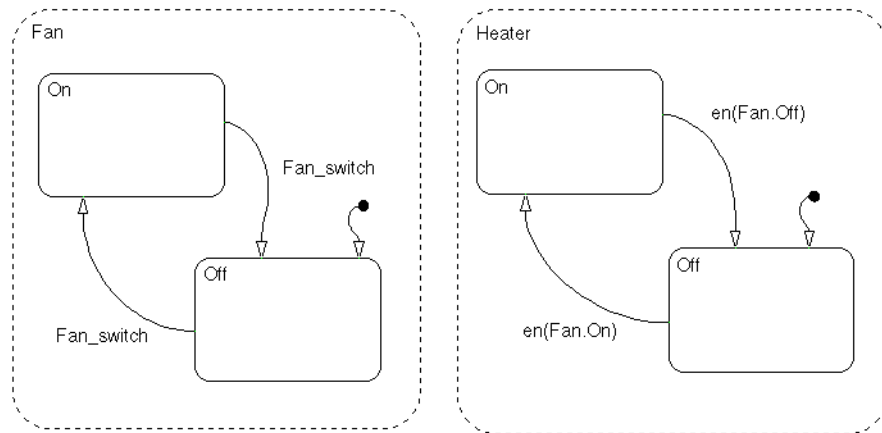 Fan
On
Fan_switch
Off
Fan_switch
Heater
On
en(Fan.Off)
Off
en(Fan.On)